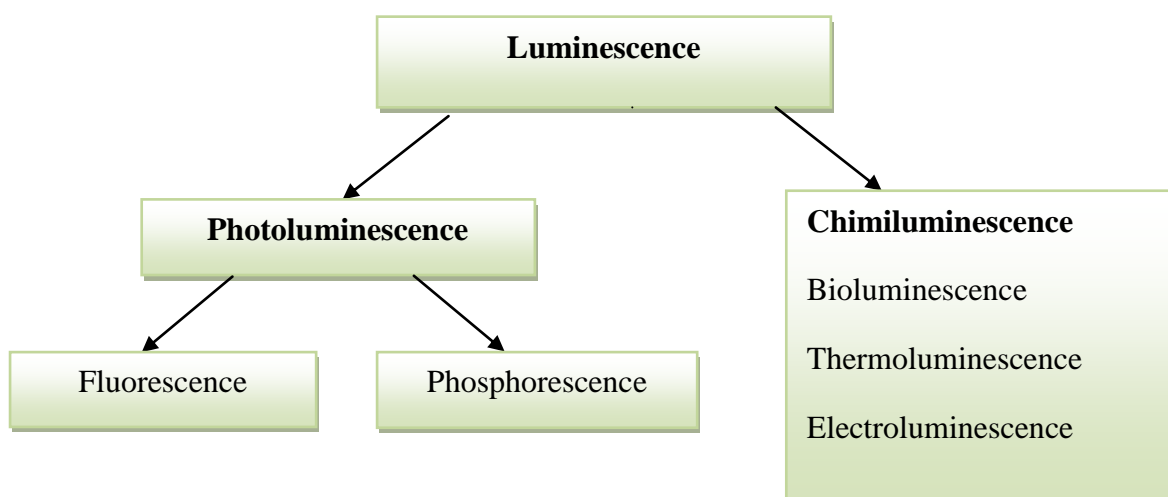 Luminescence
Photoluminescence
Fluorescence
Phosphorescence
Chimiluminescence
Bioluminescence
Thermoluminescence
Electroluminescence